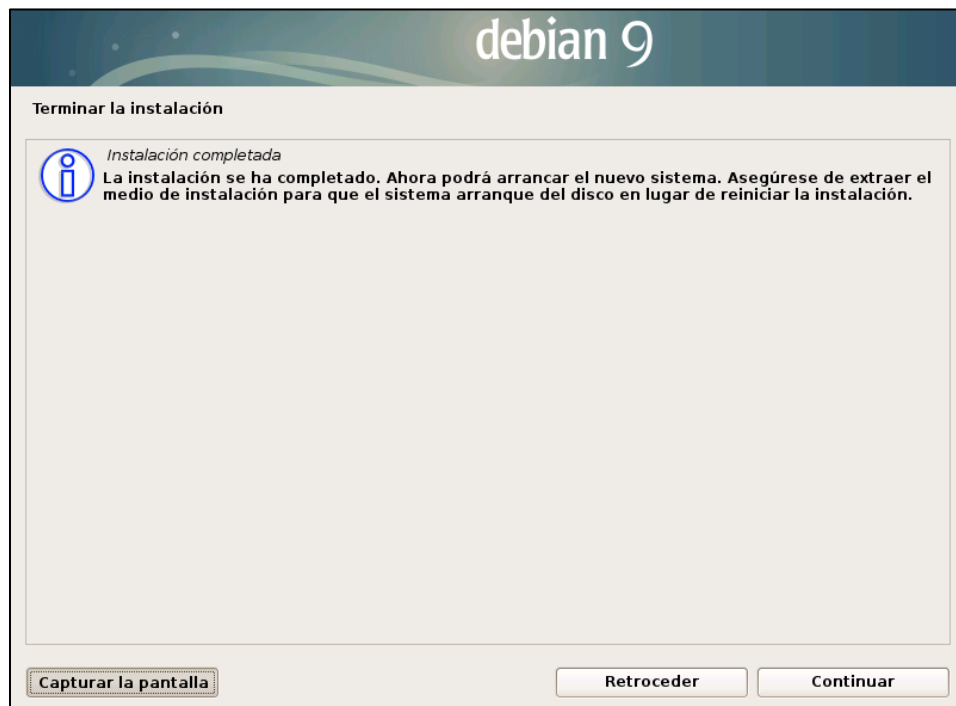 debian 9
Terminar la instalación
Instalación completada
La instalación se ha completado. Ahora podrá arrancar el nuevo sistema. Asegúrese de extraer el
medio de instalación para que el sistema arranque del disco en lugar de reiniciar la instalación.
Capturar la pantalla
Retroceder
Continuar